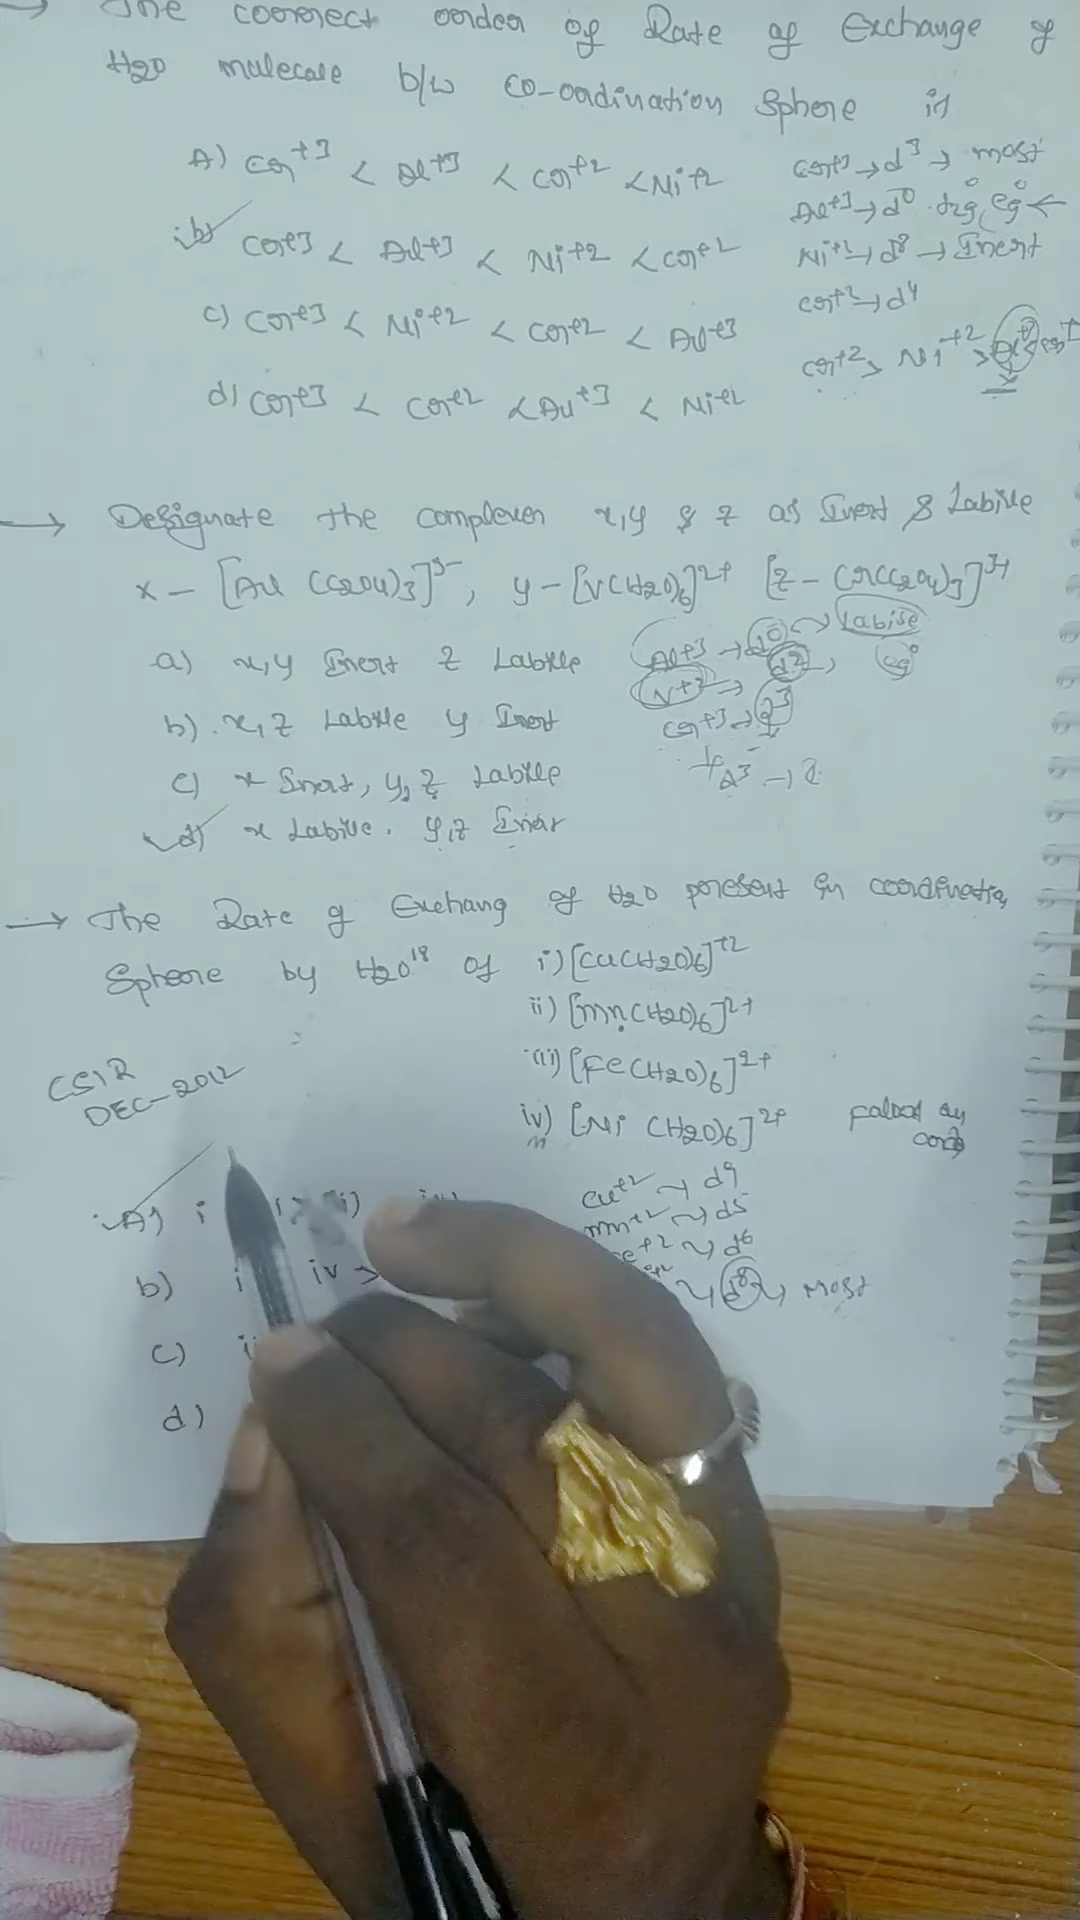 The correct order of Rate of Exchange of
H2O molecule b/w co-ordination Sphere is
A) Cr+3 < Al+3 < Cr+2 < Ni+2
b) Cr+3 < Al+3 < Ni+2 < Cr+2
c) Cr+3 < Ni+2 < Cr+2 < Al+3
d) Cr+3 < Cr+2 < Al+3 < Ni+2
Cr+3 → d3 → most
Al+3 → d0 t2g0 eg0 ←
Ni+2 → d8 → Inert
Cr+2 → d4
Cr+2 > Ni+2 >
→ Designate the complexes x, y & z as Inert & Labile
x – [Al (C2O4)3]3-, y – [V(H2O)6]2+ [z – Cr(C2O4)3]3+
a) x, y Inert z Labile
b) x, z Labile y Inert
c) x Inert, y, z Labile
d) x Labile. y, z Inert
Al+3 → d0 → Labile
V+2 → eg0
Cr+3 → d3
→ The Rate of Exchang of H2O present in coordination
Sphere by H2O18 of i) [Cu(H2O)6]+2
ii) [Mn(H2O)6]2+
iii) [Fe(H2O)6]2+
iv) [Ni (H2O)6]2+
CSIR
DEC-2012
Cu+2 → d9
Mn+2 → d5
e+2 → d6
→ d8 → most
A) i
b) i iv >
c)
d)